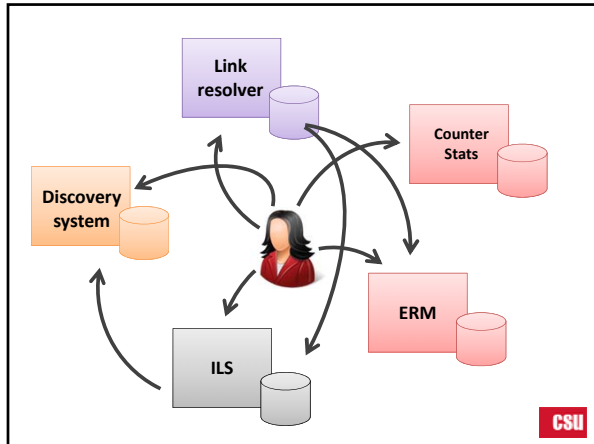 Link
resolver
Counter
Stats
Discovery
system
ERM
ILS
CSU